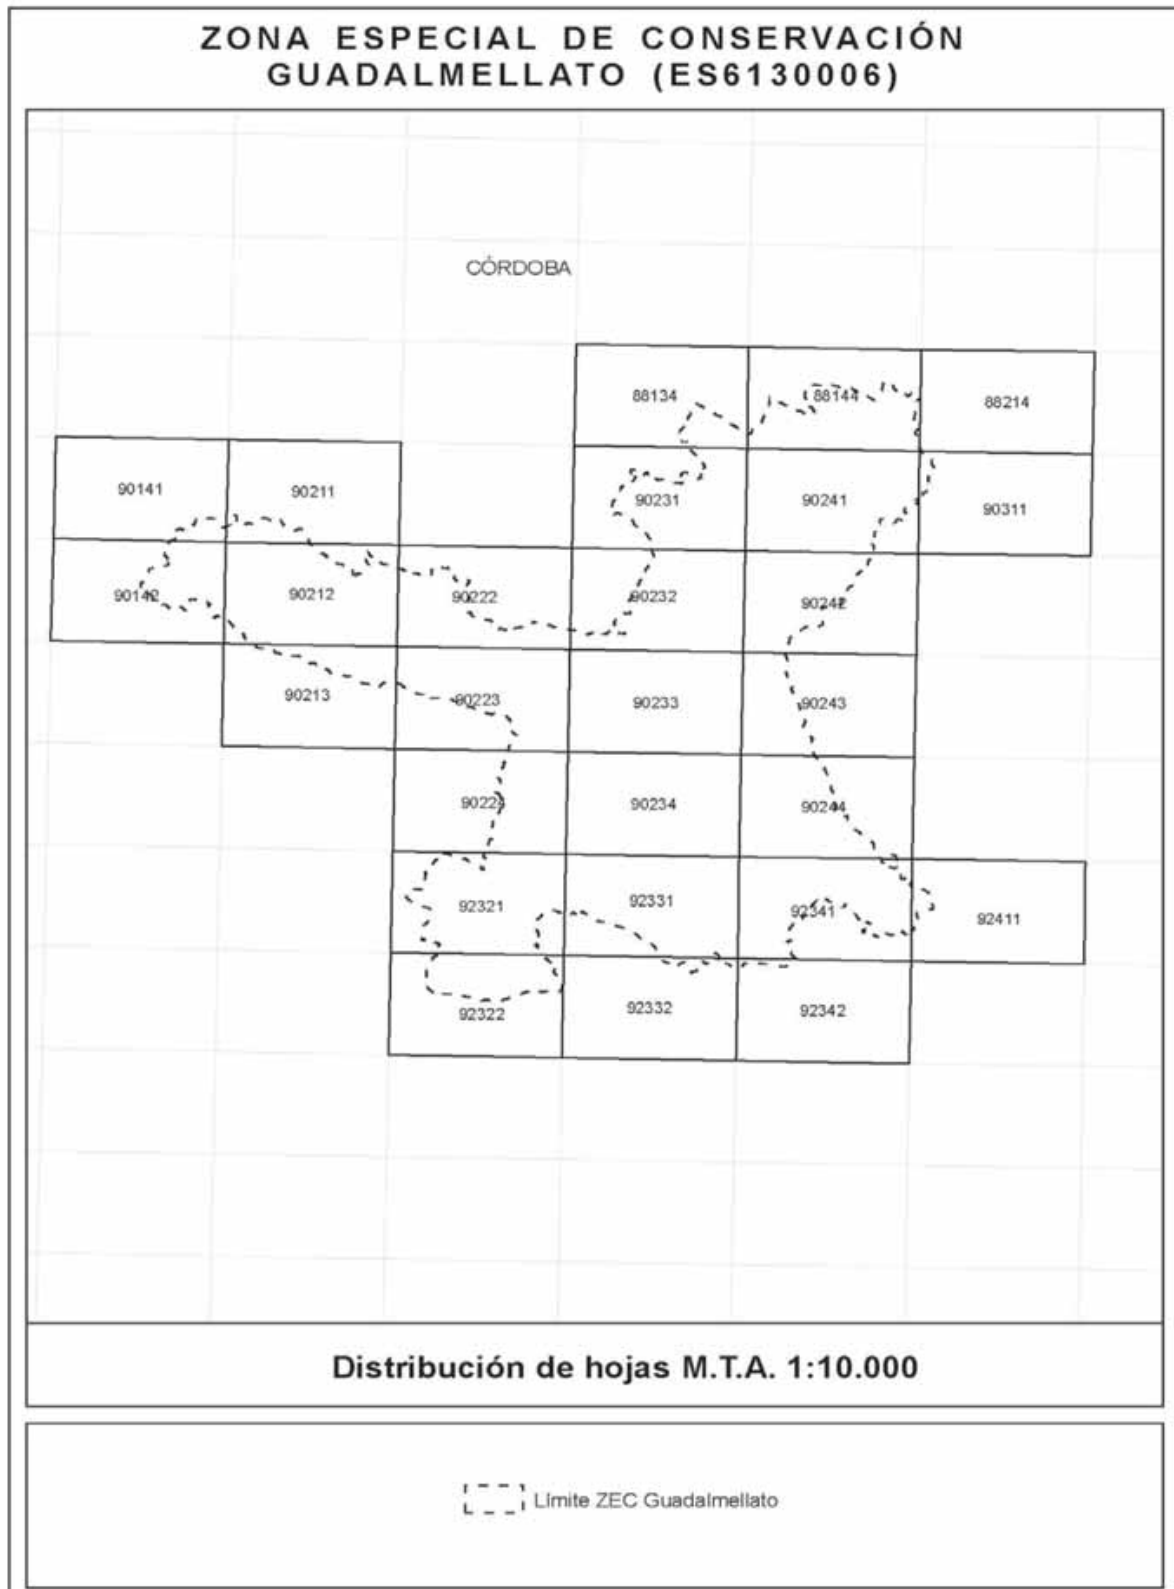 ZONA ESPECIAL DE CONSERVACIÓN
GUADALMELLATO (ES6130006)
CÓRDOBA
88134 88144 88214
90141 90211 90231 90241 90311
90142 90212 90222 90232 90242
90213 90223 90233 90243
90224 90234 90244
92321 92331 92341 92411
92322 92332 92342
Distribución de hojas M.T.A. 1:10.000
Límite ZEC Guadalmellato